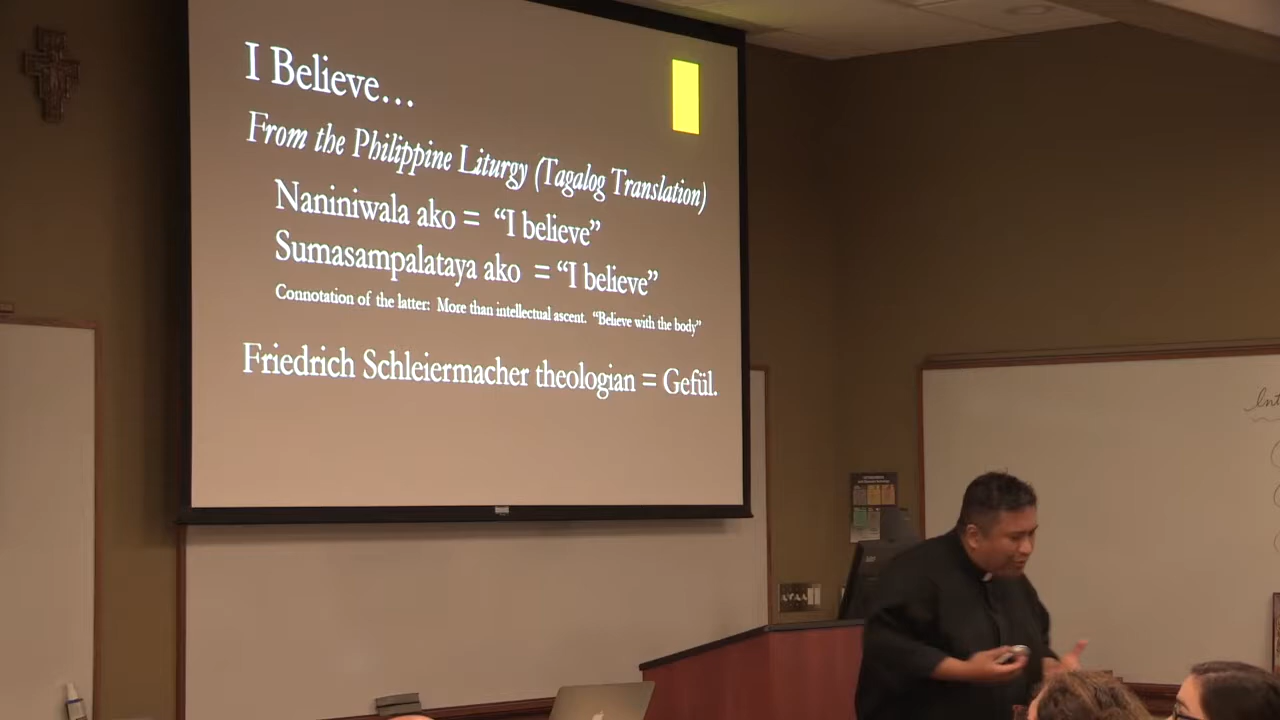 I Believe...
From the Philippine Liturgy (Tagalog Translation)
Naniniwala ako = “I believe”
Sumasampalataya ako = “I believe”
Connotation of the latter: More than intellectual ascent. “Believe with the body”
Friedrich Schleiermacher theologian = Gefül.